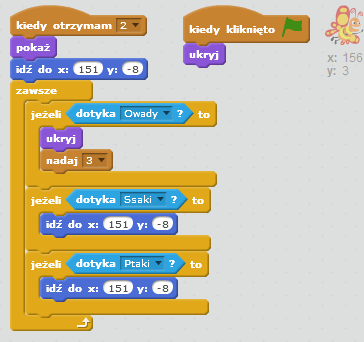 kiedy otrzymam 2
pokaż
idź do x: 151 y: -8
zawsze
jeżeli dotyka Owady ? to
ukryj
nadaj 3
jeżeli dotyka Ssaki ? to
idź do x: 151 y: -8
jeżeli dotyka Ptaki ? to
idź do x: 151 y: -8
kiedy kliknięto
ukryj
x: 156
y: 3